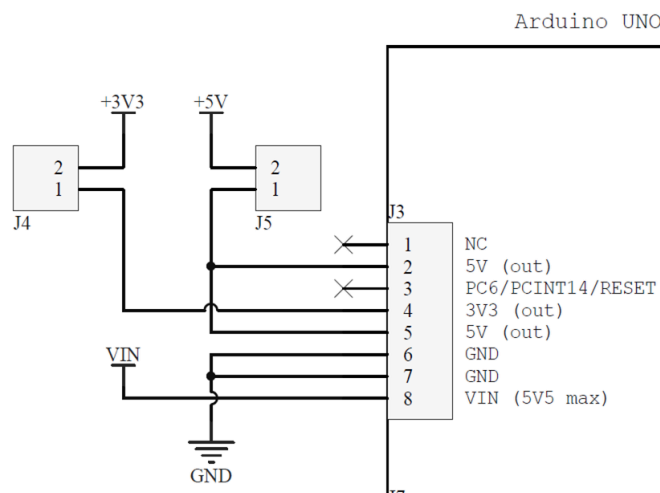 Arduino UNO
+3V3
+5V
2
1
J4
2
1
J5
J3
1 NC
2 5V (out)
3 PC6/PCINT14/RESET
4 3V3 (out)
5 5V (out)
6 GND
7 GND
8 VIN (5V5 max)
VIN
GND